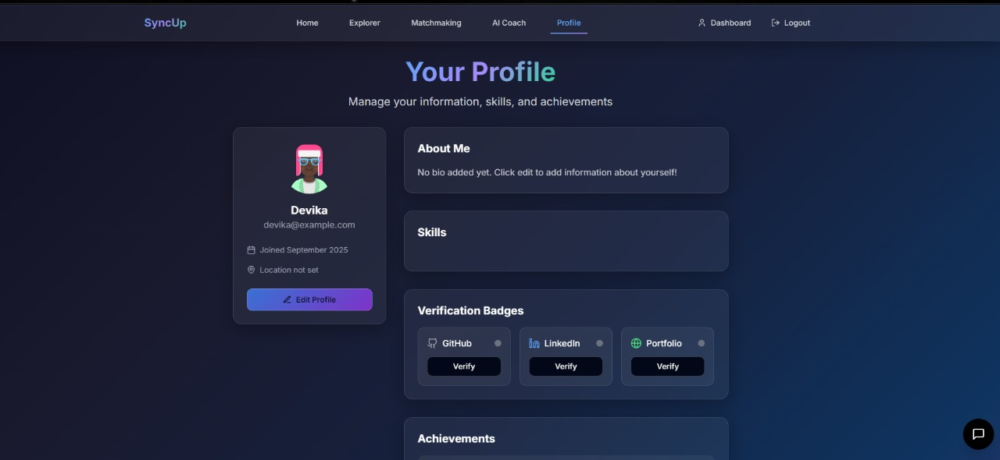 SyncUp Home Explorer Matchmaking AI Coach Profile Dashboard Logout
Your Profile
Manage your information, skills, and achievements
Devika
devika@example.com
Joined September 2025
Location not set
Edit Profile
About Me
No bio added yet. Click edit to add information about yourself!
Skills
Verification Badges
GitHub LinkedIn Portfolio
Verify Verify Verify
Achievements